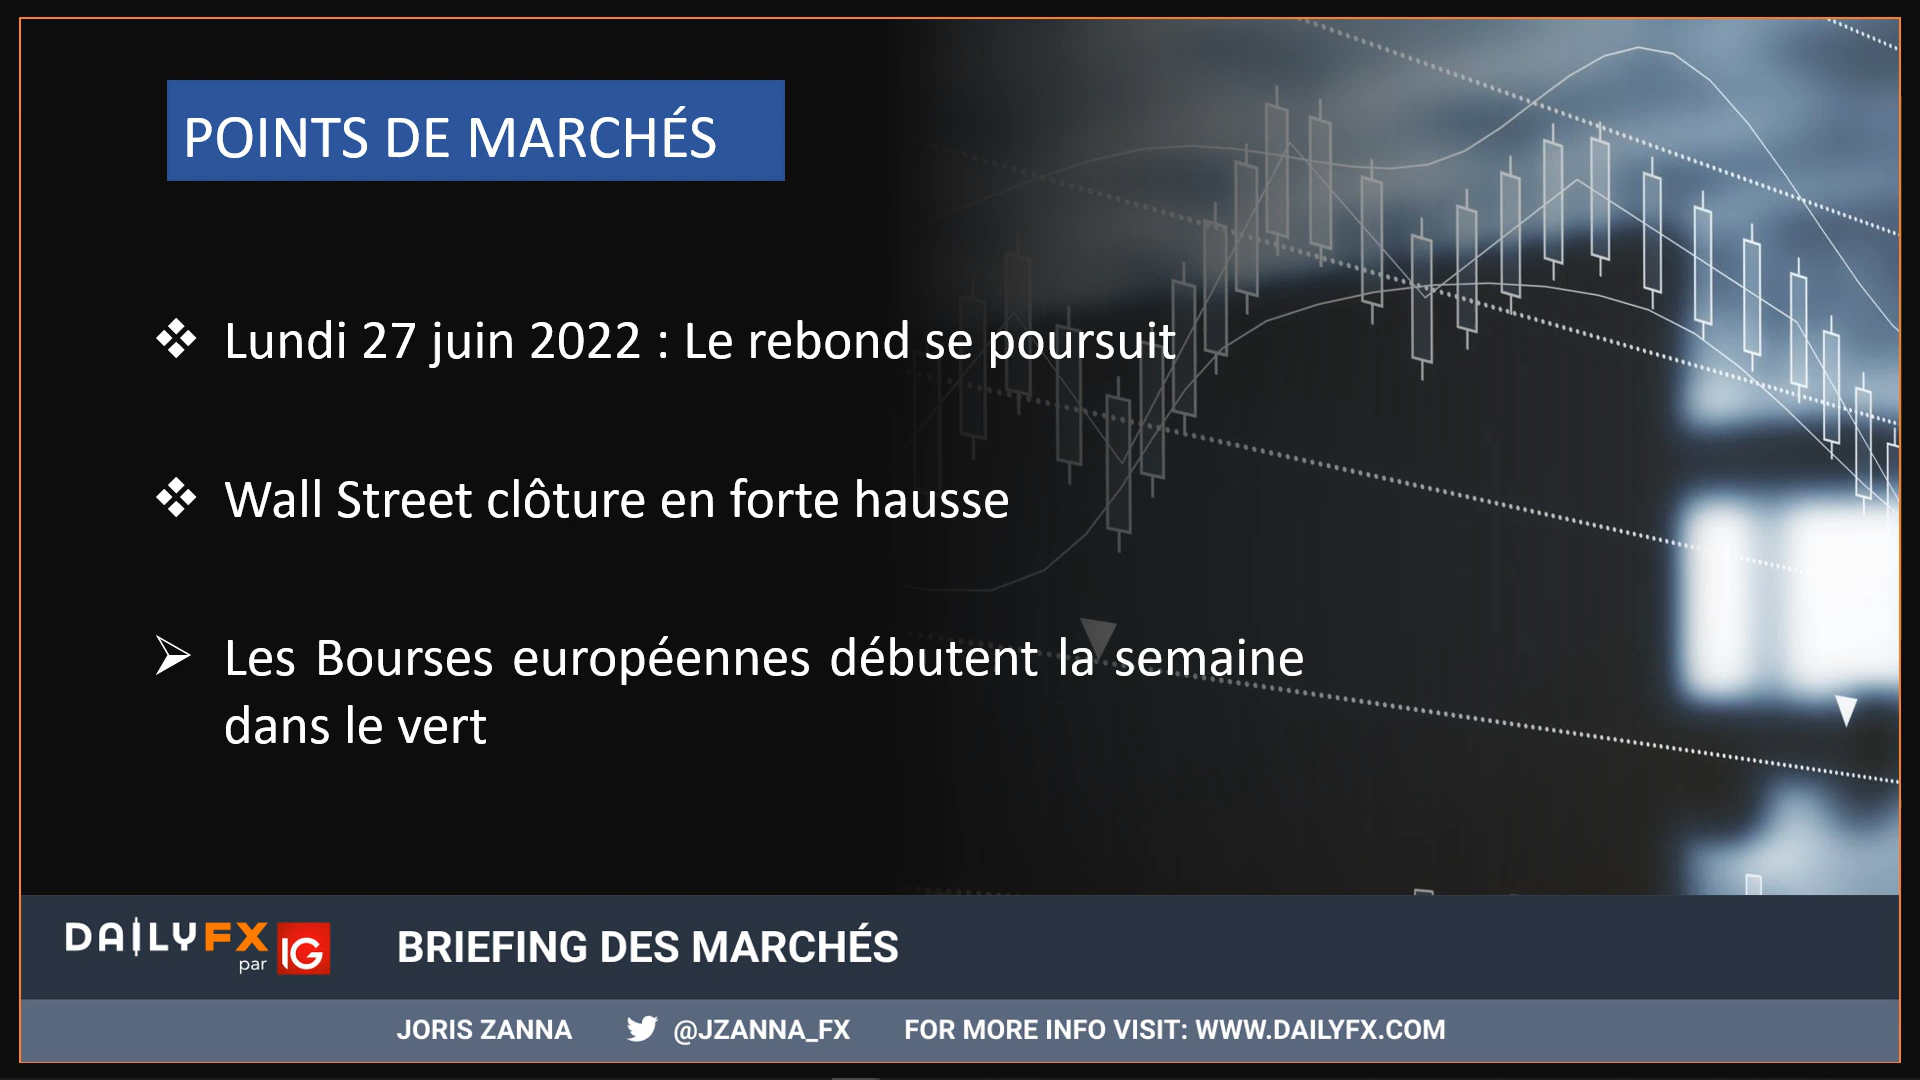 POINTS DE MARCHÉS
❖ Lundi 27 juin 2022 : Le rebond se poursuit
❖ Wall Street clôture en forte hausse
➢ Les Bourses européennes débutent la semaine
dans le vert
DAILYFX
par IG
BRIEFING DES MARCHÉS
JORIS ZANNA @JZANNA_FX FOR MORE INFO VISIT: WWW.DAILYFX.COM